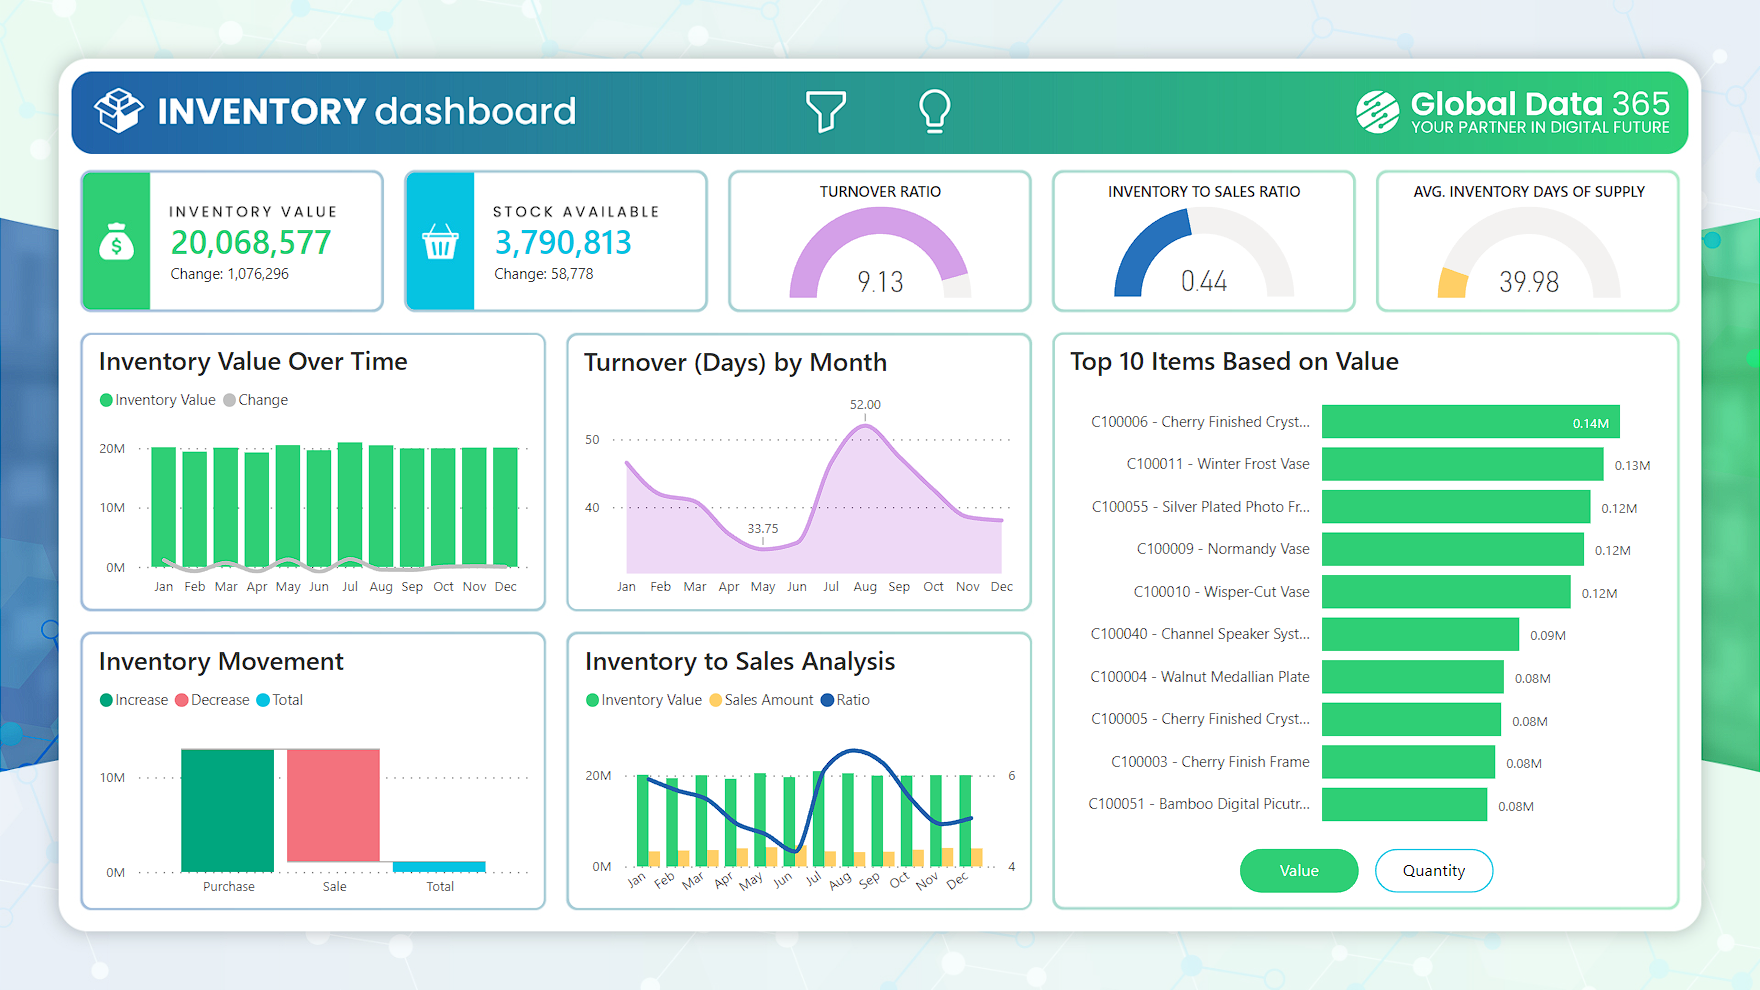 INVENTORY dashboard
Global Data 365
YOUR PARTNER IN DIGITAL FUTURE
INVENTORY VALUE
20,068,577
Change: 1,076,296
STOCK AVAILABLE
3,790,813
Change: 58,778
TURNOVER RATIO
9.13
INVENTORY TO SALES RATIO
0.44
AVG. INVENTORY DAYS OF SUPPLY
39.98
Inventory Value Over Time
Inventory Value Change
20M
10M
0M
Jan Feb Mar Apr May Jun Jul Aug Sep Oct Nov Dec
Turnover (Days) by Month
52.00
50
40
33.75
Jan Feb Mar Apr May Jun Jul Aug Sep Oct Nov Dec
Top 10 Items Based on Value
C100006 - Cherry Finished Cryst... 0.14M
C100011 - Winter Frost Vase 0.13M
C100055 - Silver Plated Photo Fr... 0.12M
C100009 - Normandy Vase 0.12M
C100010 - Wisper-Cut Vase 0.12M
C100040 - Channel Speaker Syst... 0.09M
C100004 - Walnut Medallian Plate 0.08M
C100005 - Cherry Finished Cryst... 0.08M
C100003 - Cherry Finish Frame 0.08M
C100051 - Bamboo Digital Picutr... 0.08M
Value Quantity
Inventory Movement
Increase Decrease Total
10M
0M
Purchase Sale Total
Inventory to Sales Analysis
Inventory Value Sales Amount Ratio
20M 6
0M 4
Jan Feb Mar Apr May Jun Jul Aug Sep Oct Nov Dec